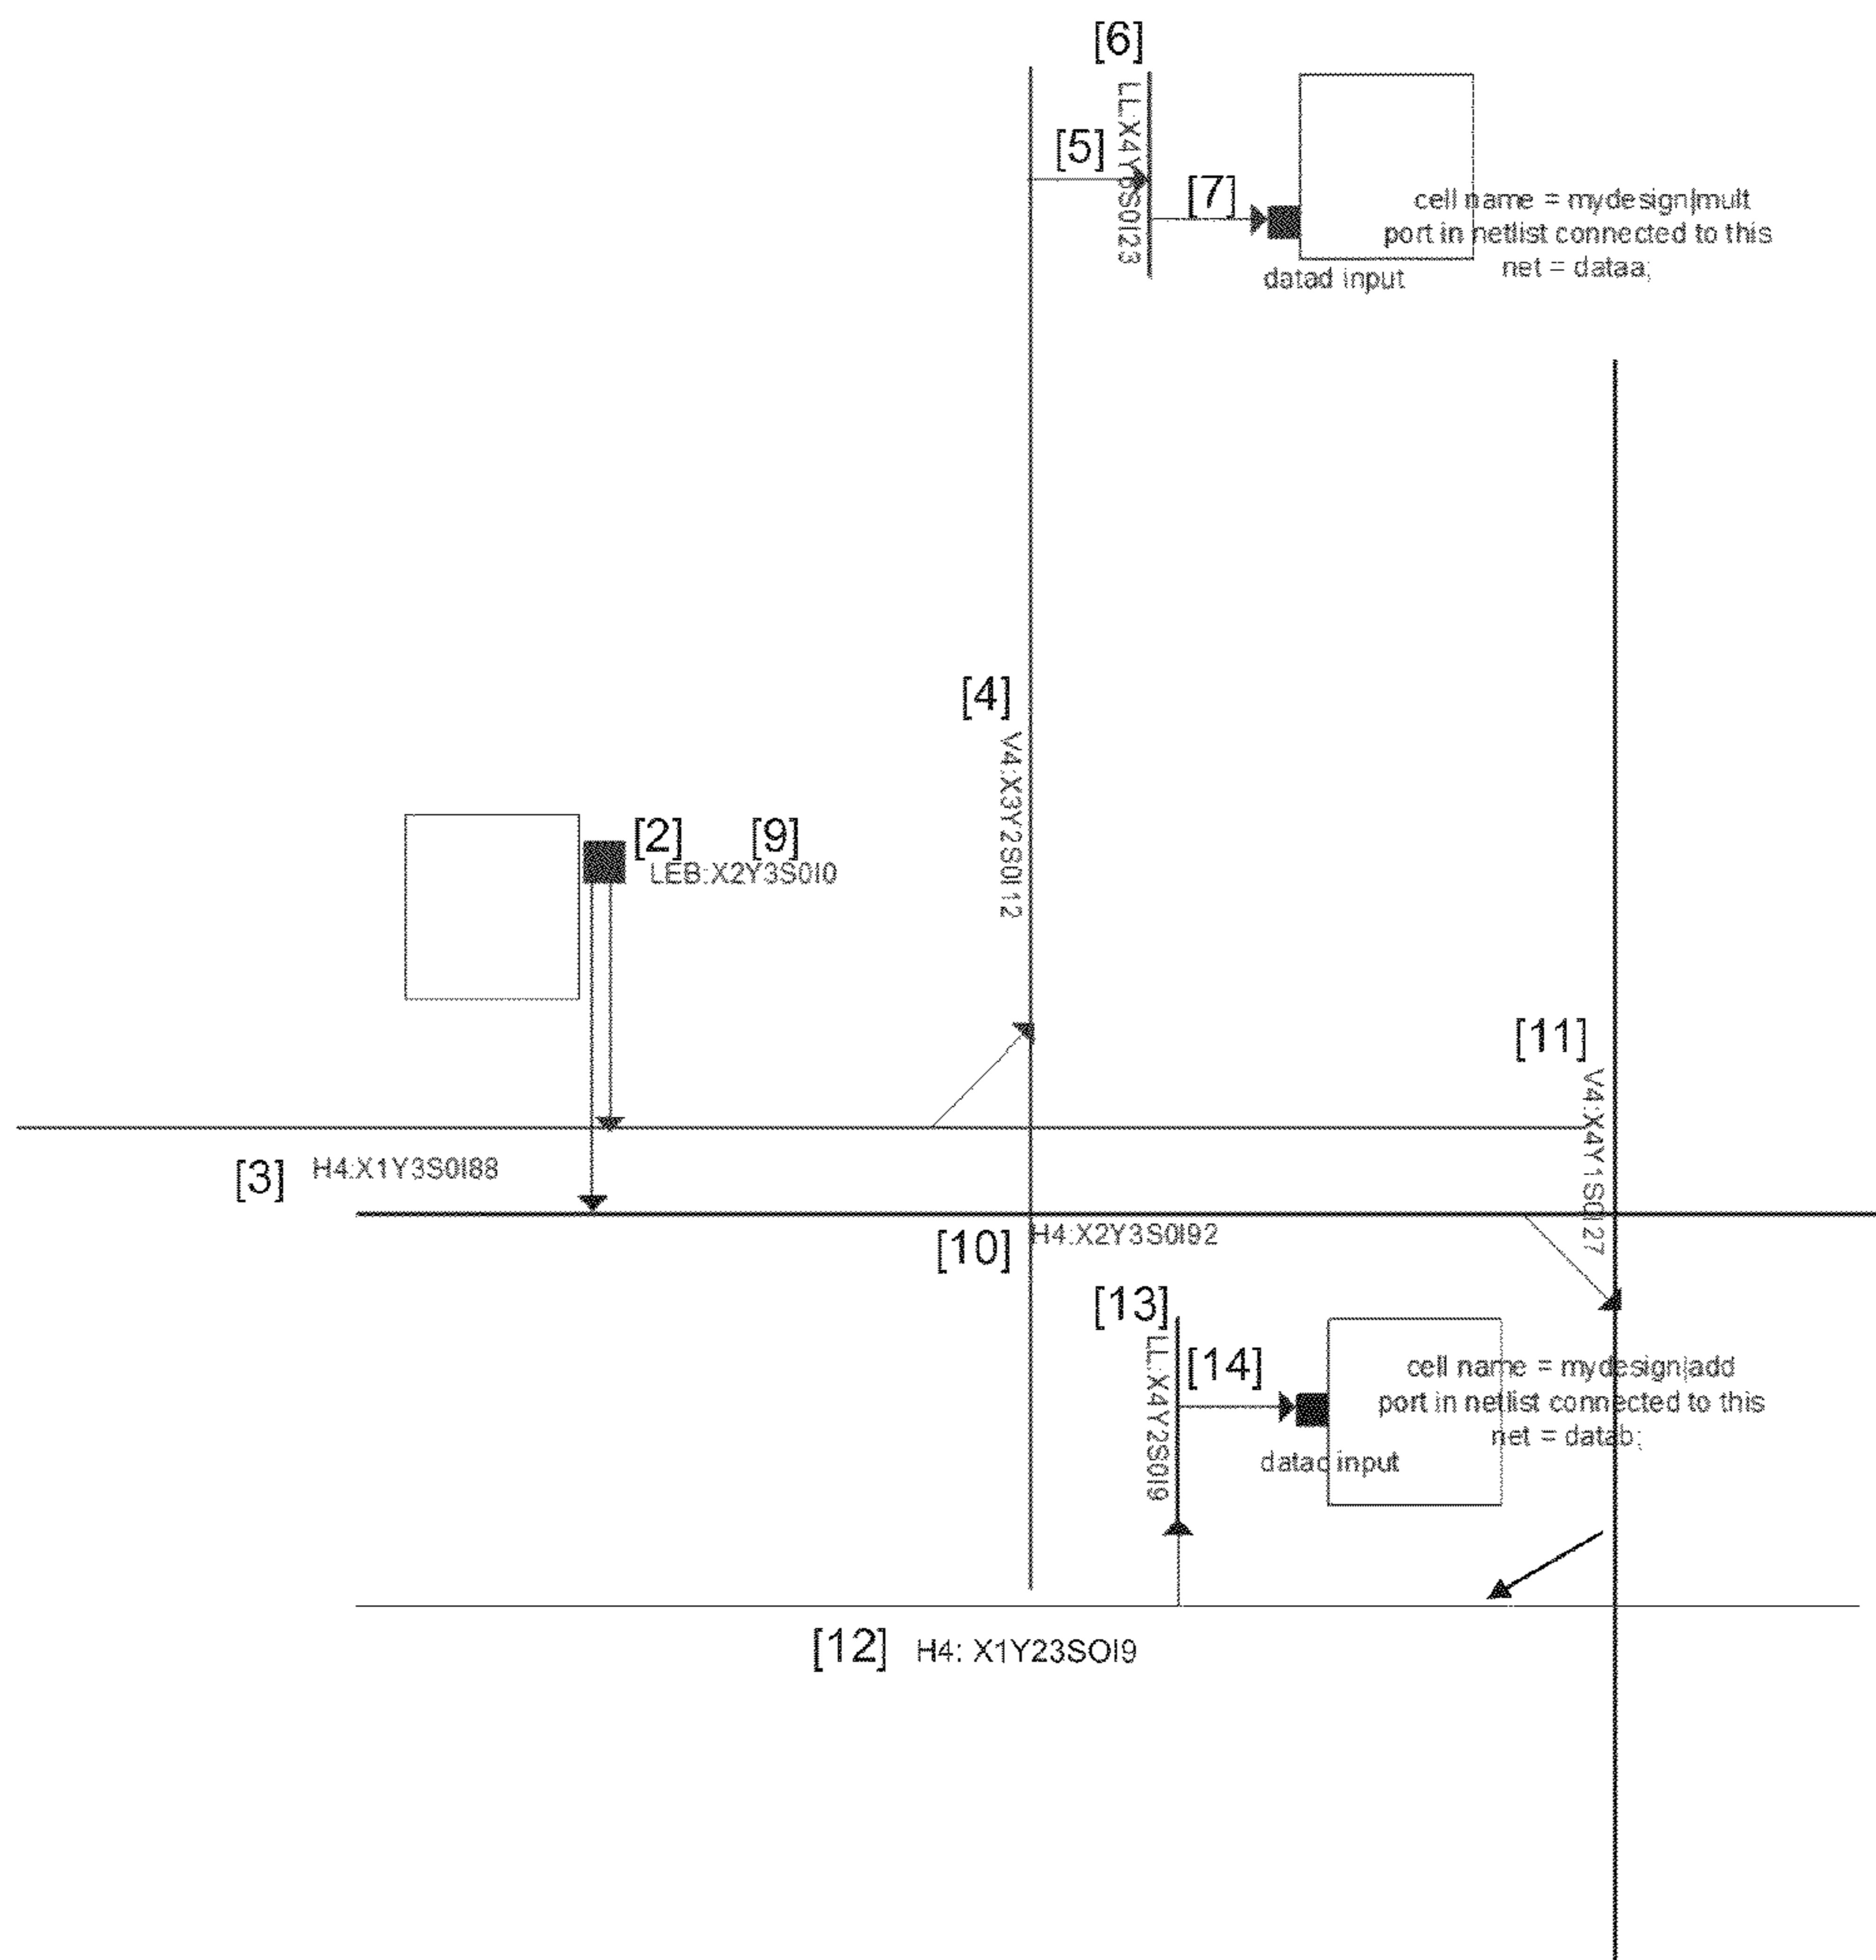 [6]
LL:X4Y6S0I23
[5]
[7]
cell name = mydesign|mult
port in netlist connected to this
net = dataa;
datad input
[4]
V4:X3Y2S0I12
[2] [9]
LEB:X2Y3S0I0
[11]
V4:X4Y1S0I27
[3] H4:X1Y3S0I88
[10] H4:X2Y3S0I92
[13]
LL:X4Y2S0I9
[14]
cell name = mydesign|add
port in netlist connected to this
net = datab;
input
[12] H4: X1Y23SOI9